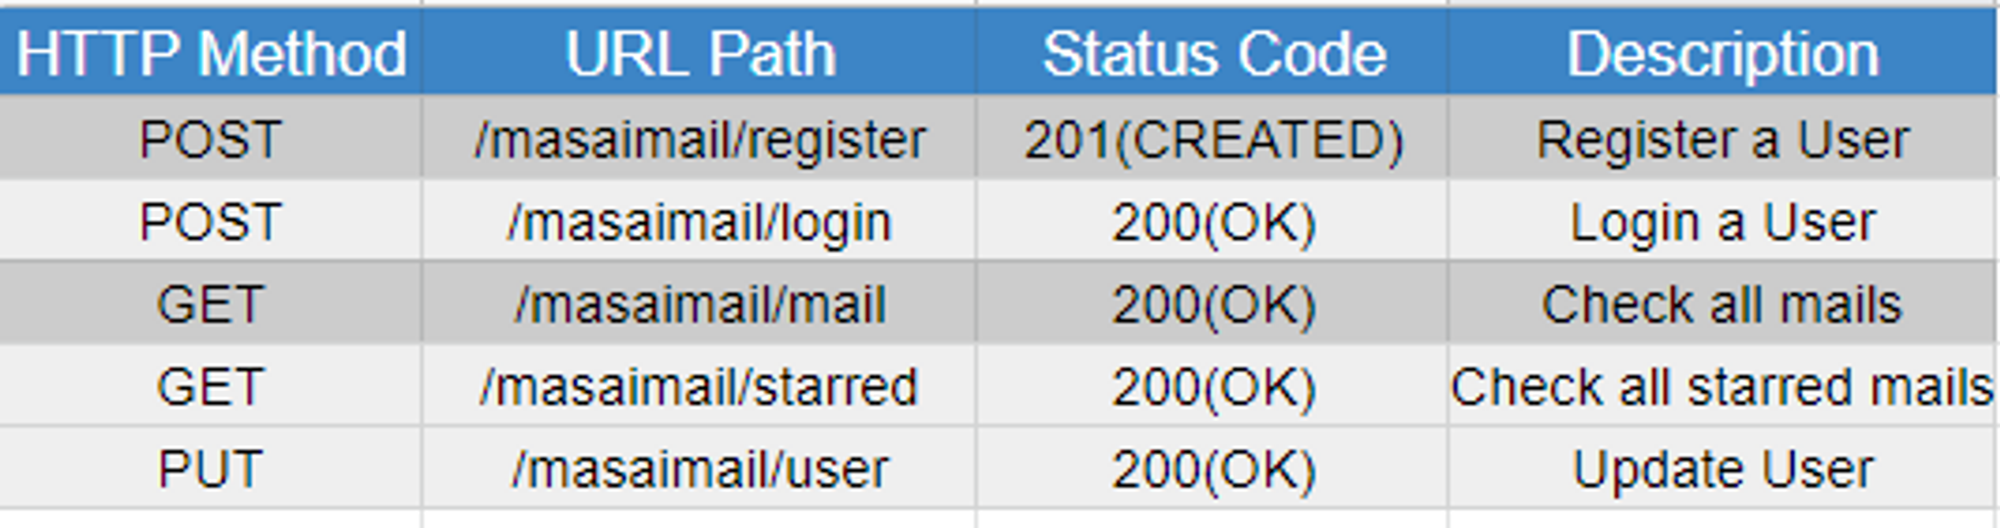 HTTP Method URL Path Status Code Description
POST /masaimail/register 201(CREATED) Register a User
POST /masaimail/login 200(OK) Login a User
GET /masaimail/mail 200(OK) Check all mails
GET /masaimail/starred 200(OK) Check all starred mails
PUT /masaimail/user 200(OK) Update User